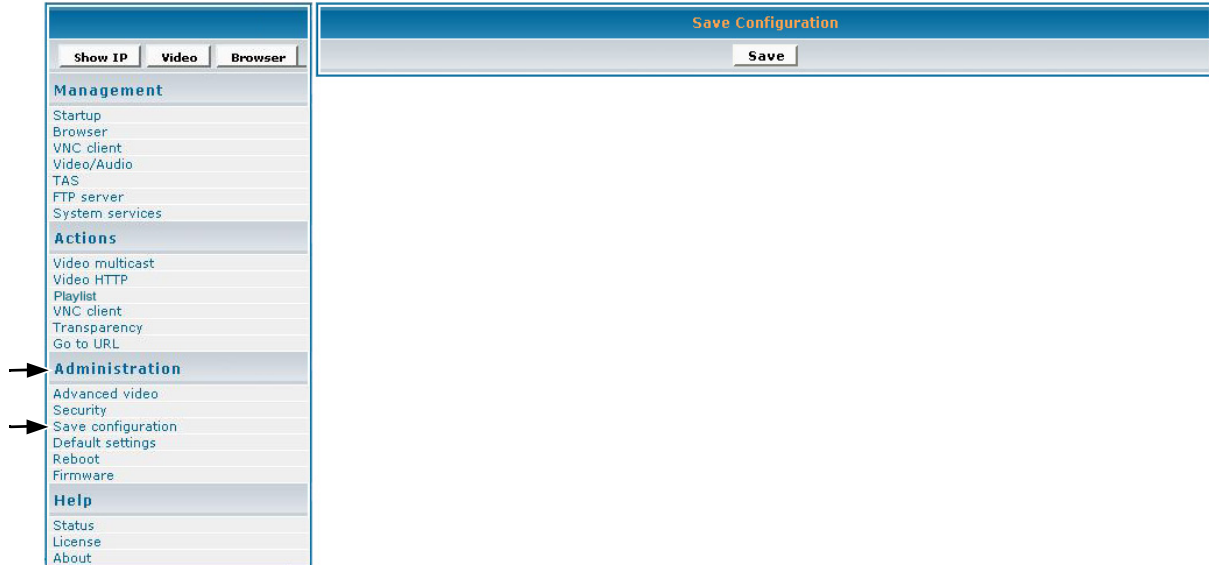 Save Configuration
Save
Show IP Video Browser
Management
Startup
Browser
VNC client
Video/Audio
TAS
FTP server
System services
Actions
Video multicast
Video HTTP
Playlist
VNC client
Transparency
Go to URL
Administration
Advanced video
Security
Save configuration
Default settings
Reboot
Firmware
Help
Status
License
About